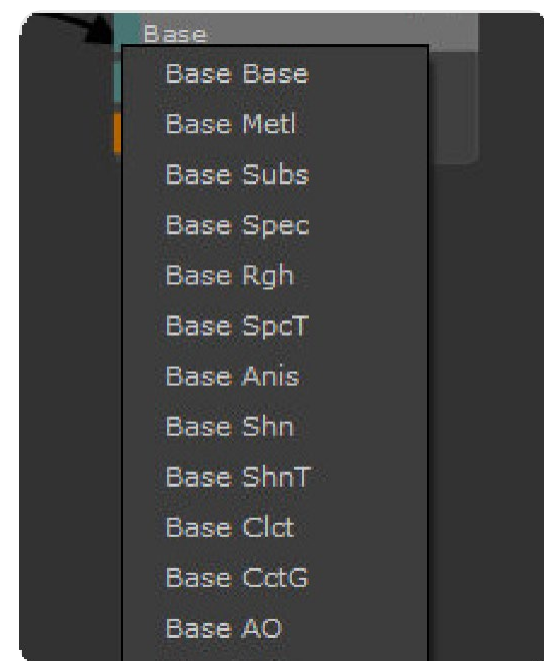 Base
Base Base
Base Metl
Base Subs
Base Spec
Base Rgh
Base SpcT
Base Anis
Base Shn
Base ShnT
Base Clct
Base CctG
Base AO